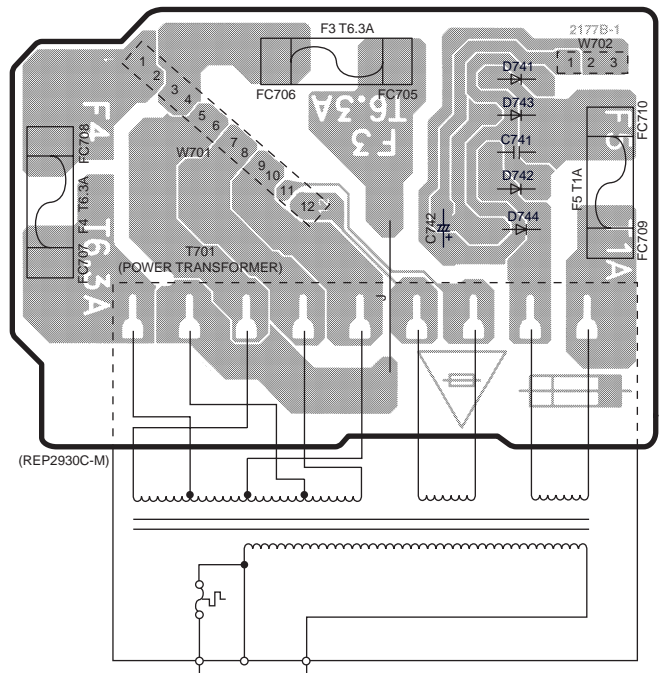 F3 T6.3A
2177B-1
W702
1 2 3
D741
FC706
FC705
T6.3A
F3
D743
FC710
F5
F4
FC708
1
2
3
4
5
6
7
8
9
10
11
12
W701
C741
F5 T1A
D742
F4 T6.3A
FC707
T6.3A
C742
+
D744
FC709
T1A
T701
(POWER TRANSFORMER)
J
(REP2930C-M)